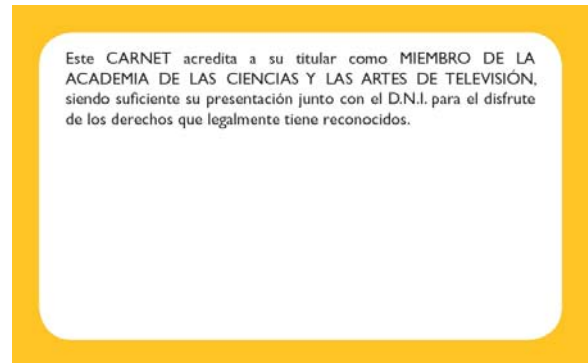 Este CARNET acredita a su titular como MIEMBRO DE LA
ACADEMIA DE LAS CIENCIAS Y LAS ARTES DE TELEVISIÓN,
siendo suficiente su presentación junto con el D.N.I. para el disfrute
de los derechos que legalmente tiene reconocidos.